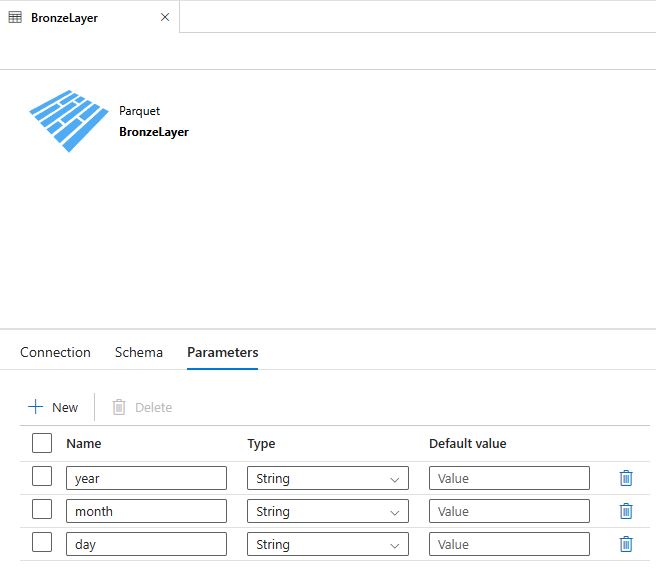 BronzeLayer
Parquet
BronzeLayer
Connection Schema Parameters
New Delete
Name Type Default value
year String Value
month String Value
day String Value